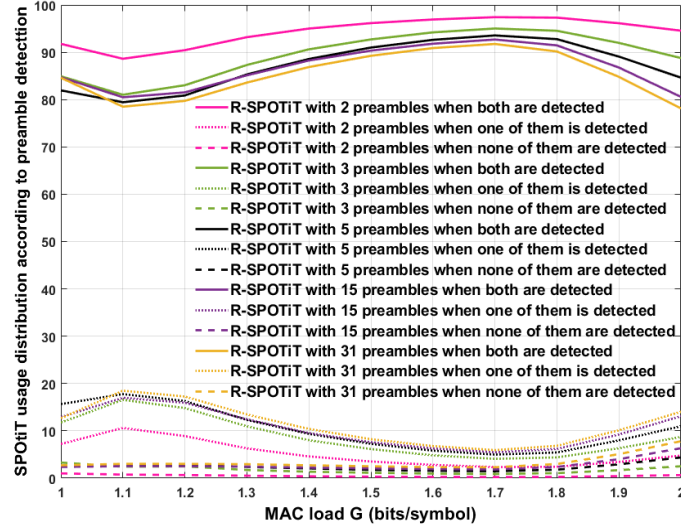 SPOtiT usage distribution according to preamble detection
100
90
80
70
60
50
40
30
20
10
0
R-SPOTiT with 2 preambles when both are detected
R-SPOTiT with 2 preambles when one of them is detected
R-SPOTiT with 2 preambles when none of them are detected
R-SPOTiT with 3 preambles when both are detected
R-SPOTiT with 3 preambles when one of them is detected
R-SPOTiT with 3 preambles when none of them are detected
R-SPOTiT with 5 preambles when both are detected
R-SPOTiT with 5 preambles when one of them is detected
R-SPOTiT with 5 preambles when none of them are detected
R-SPOTiT with 15 preambles when both are detected
R-SPOTiT with 15 preambles when one of them is detected
R-SPOTiT with 15 preambles when none of them are detected
R-SPOTiT with 31 preambles when both are detected
R-SPOTiT with 31 preambles when one of them is detected
R-SPOTiT with 31 preambles when none of them are detected
1 1.1 1.2 1.3 1.4 1.5 1.6 1.7 1.8 1.9 2
MAC load G (bits/symbol)